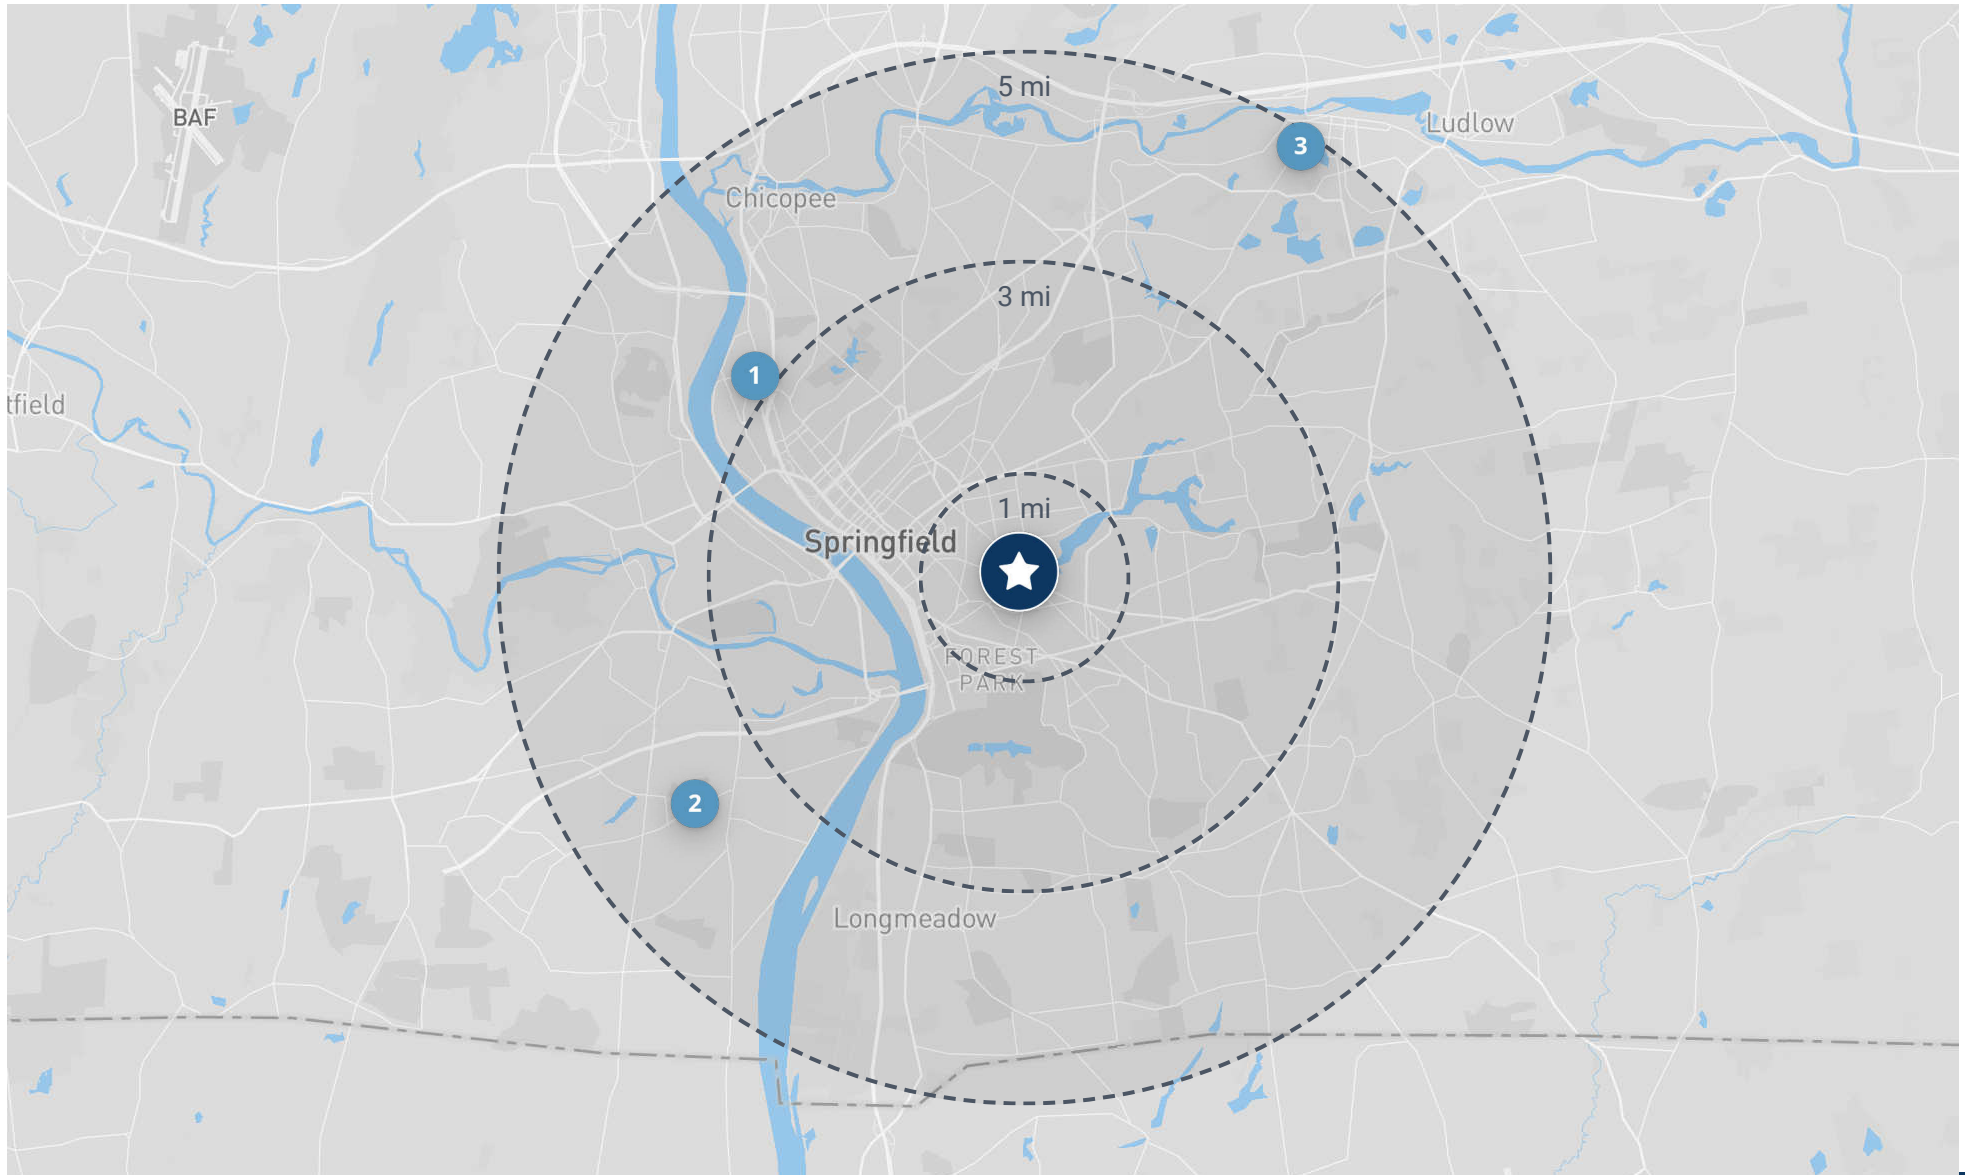 5 mi
BAF
Ludlow
3
Chicopee
3 mi
1
tfield
1 mi
Springfield
FOREST
PARK
2
Longmeadow